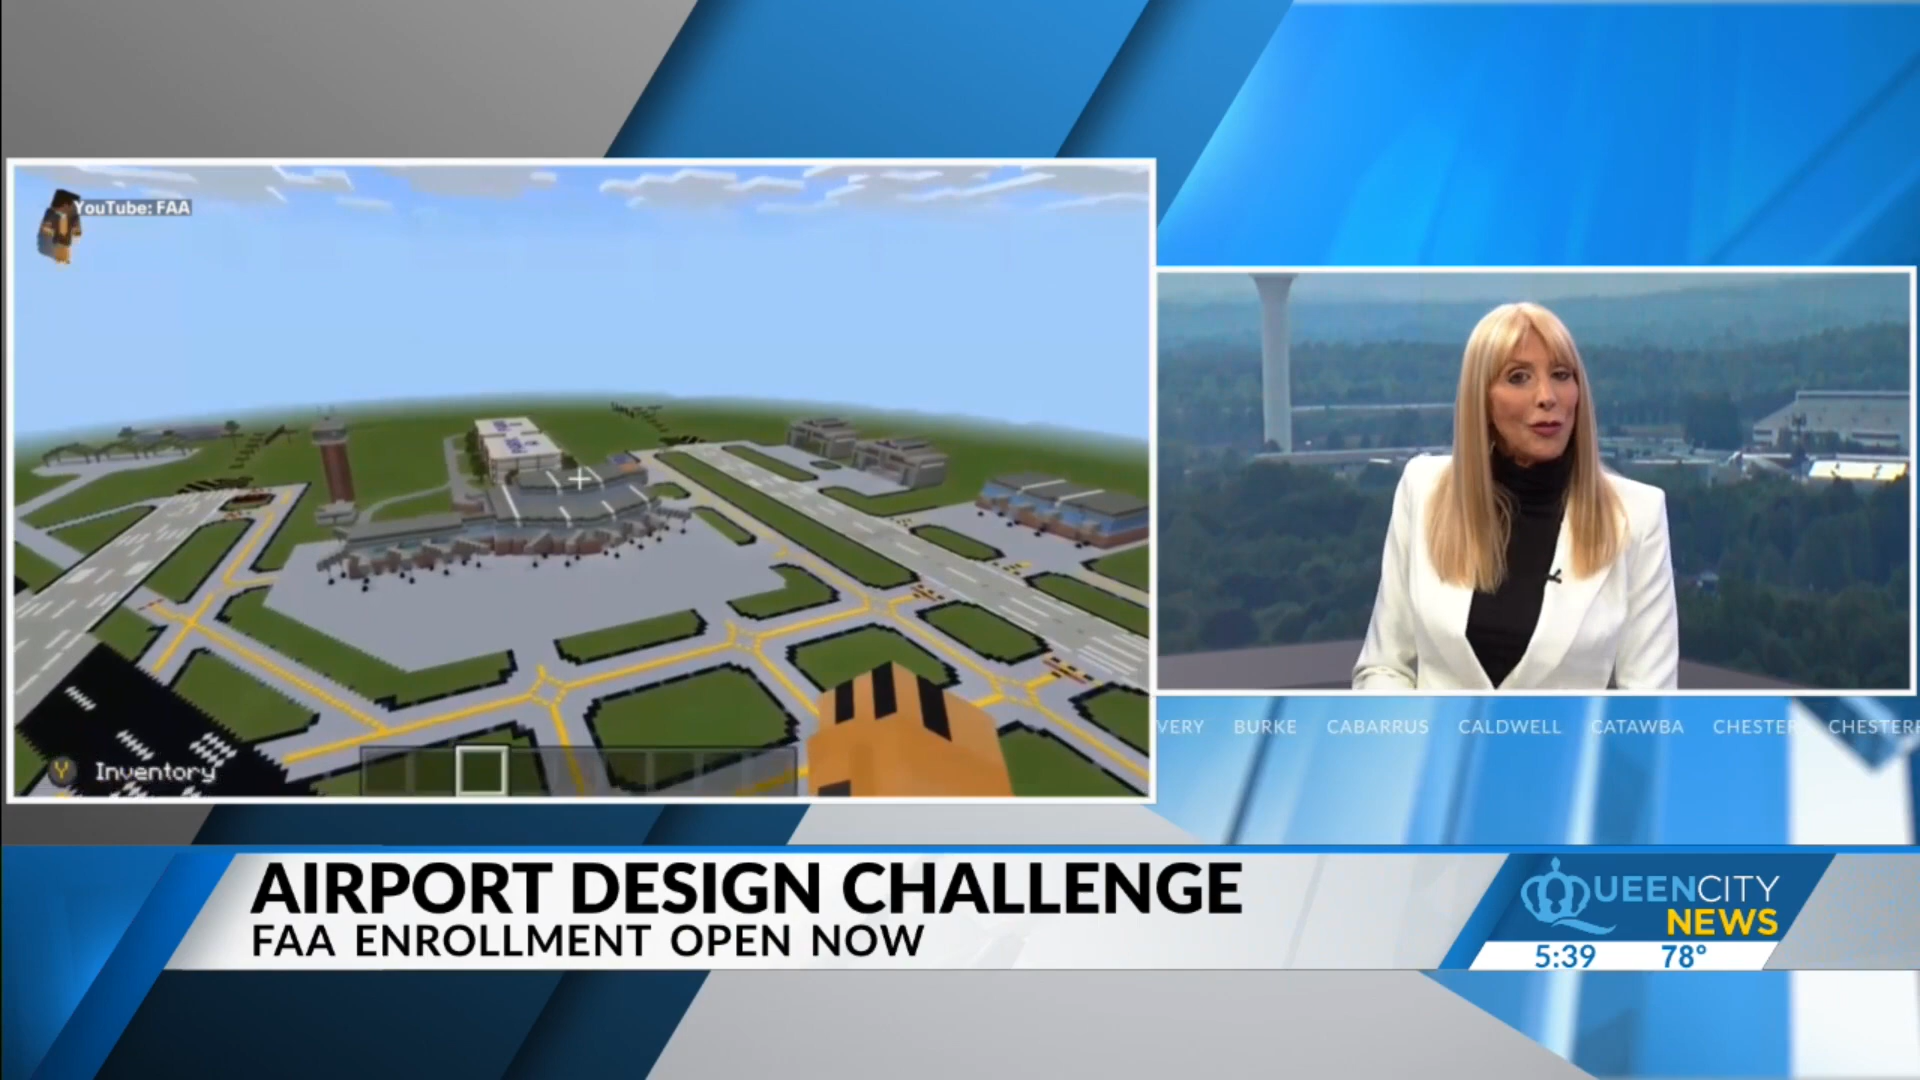 YouTube: FAA
Y Inventory
VERY BURKE CABARRUS CALDWELL CATAWBA CHESTER CHESTERF
AIRPORT DESIGN CHALLENGE
FAA ENROLLMENT OPEN NOW
QUEENCITY
NEWS
5:39 78°